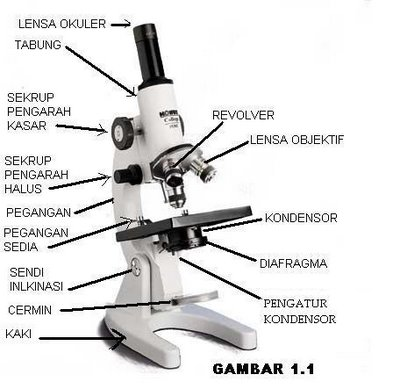 LENSA OKULER
TABUNG
SEKRUP
PENGARAH
KASAR
REVOLVER
LENSA OBJEKTIF
SEKRUP
PENGARAH
HALUS
PEGANGAN
PEGANGAN
SEDIA
KONDENSOR
DIAFRAGMA
SENDI
INLKINASI
PENGATUR
KONDENSOR
CERMIN
KAKI
GAMBAR 1.1